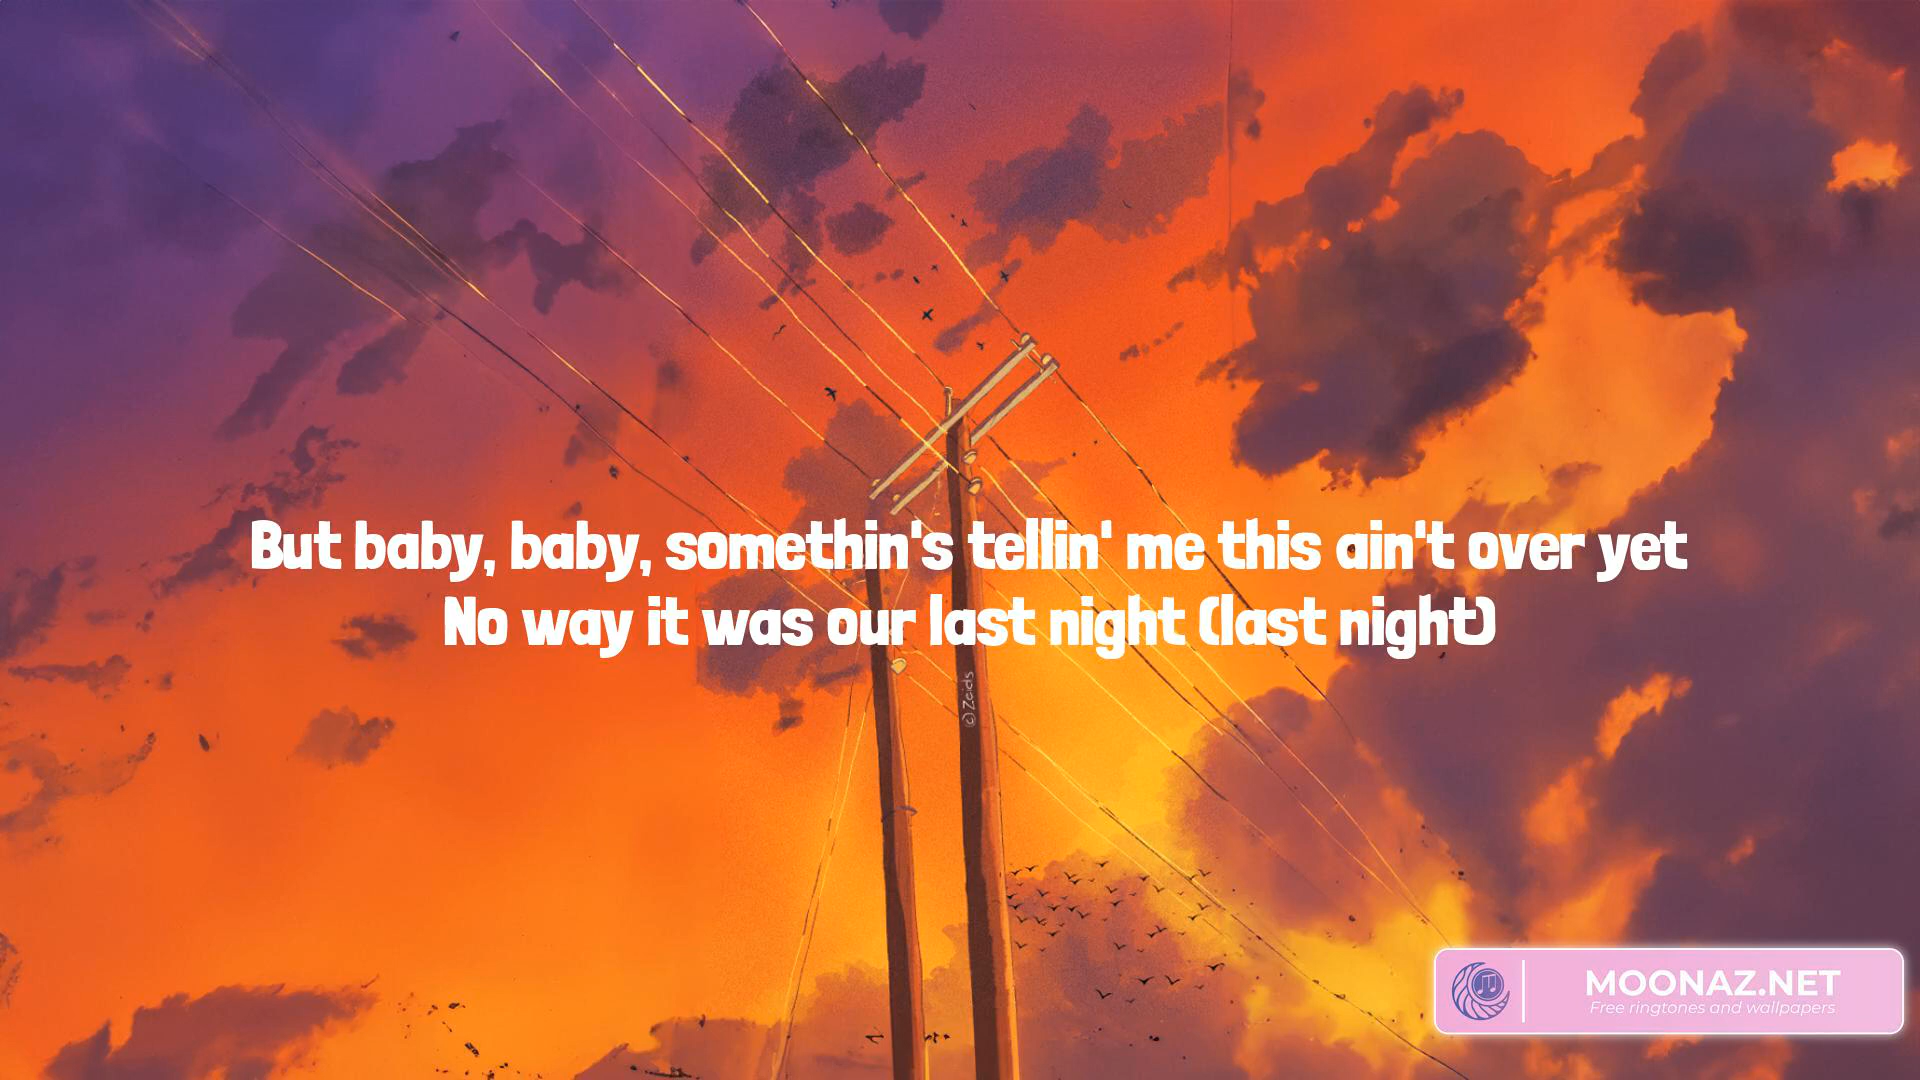 But baby, baby, somethin's tellin' me this ain't over yet
No way it was our last night (last night)
©Zaids
MOONAZ.NET
Free ringtones and wallpapers